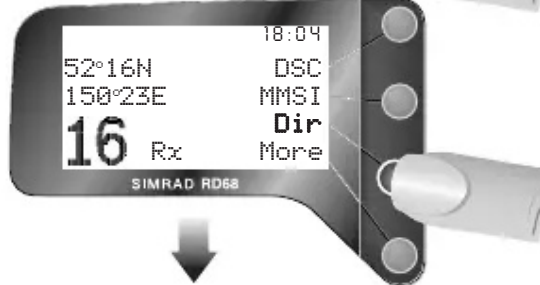 18:04
52°16N DSC
150°23E MMSI
Dir
16 Rx More
SIMRAD RD68